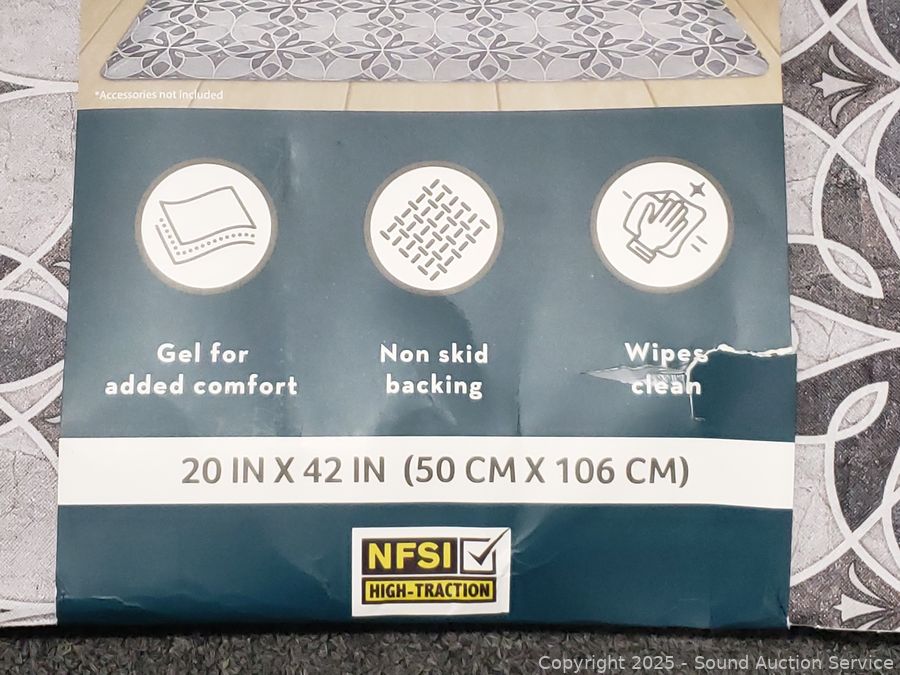 *Accessories not included
Gel for
added comfort
Non skid
backing
Wipes
clean
20 IN X 42 IN (50 CM X 106 CM)
NFSI
HIGH-TRACTION
Copyright 2025 - Sound Auction Service